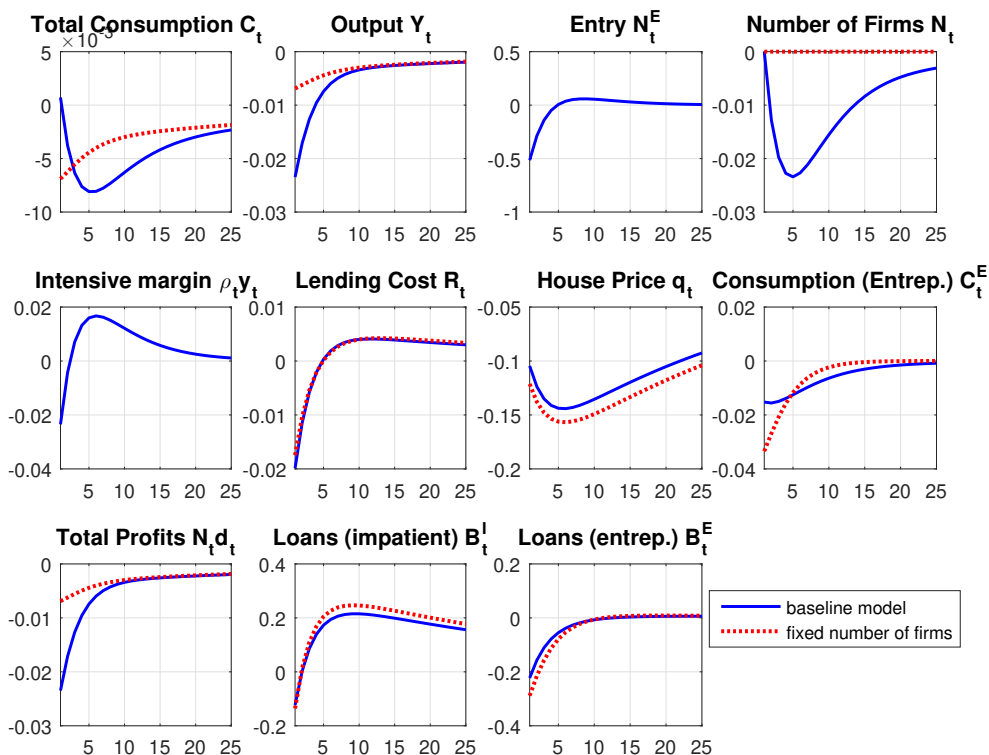 Total Consumption C_t
×10^-3
5
0
-5
-10
5 10 15 20 25
Output Y_t
0
-0.01
-0.02
-0.03
5 10 15 20 25
Entry N_t^E
0.5
0
-0.5
-1
5 10 15 20 25
Number of Firms N_t
0
-0.01
-0.02
-0.03
5 10 15 20 25
Intensive margin ρ_t y_t
0.02
0
-0.02
-0.04
5 10 15 20 25
Lending Cost R_t
0.01
0
-0.01
-0.02
5 10 15 20 25
House Price q_t
-0.05
-0.1
-0.15
-0.2
5 10 15 20 25
Consumption (Entrep.) C_t^E
0.02
0
-0.02
-0.04
5 10 15 20 25
Total Profits N_t d_t
0
-0.01
-0.02
-0.03
5 10 15 20 25
Loans (impatient) B_t^I
0.4
0.2
0
-0.2
5 10 15 20 25
Loans (entrep.) B_t^E
0.2
0
-0.2
-0.4
5 10 15 20 25
baseline model
fixed number of firms